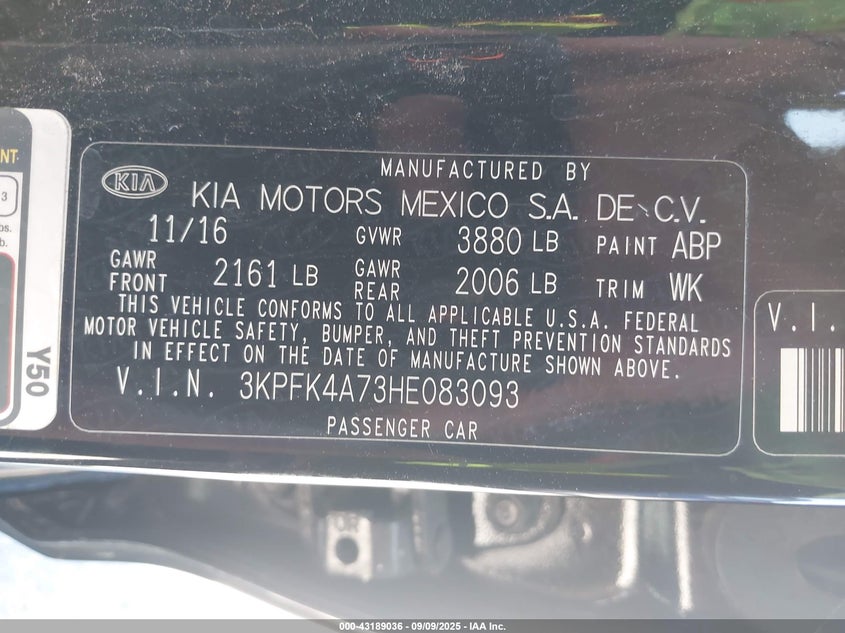 MANUFACTURED BY
KIA
KIA MOTORS MEXICO S.A. DE C.V.
11/16 GVWR 3880 LB PAINT ABP
GAWR FRONT 2161 LB GAWR REAR 2006 LB TRIM WK
THIS VEHICLE CONFORMS TO ALL APPLICABLE U.S.A. FEDERAL
MOTOR VEHICLE SAFETY, BUMPER, AND THEFT PREVENTION STANDARDS
IN EFFECT ON THE DATE OF MANUFACTURE SHOWN ABOVE.
V.I.N. 3KPFK4A73HE083093
PASSENGER CAR
NT
3
bs.
b.
Y50
V.I.
000-43189036 - 09/09/2025 - IAA Inc.